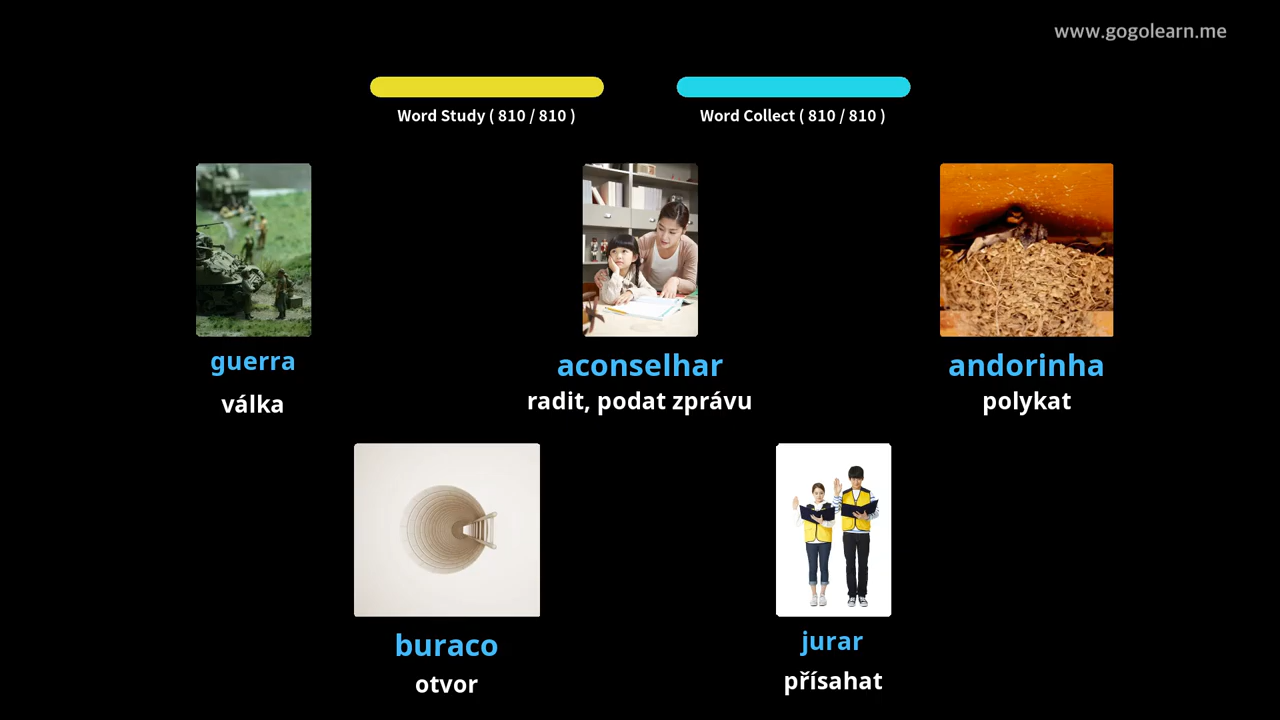 www.gogolearn.me
Word Study ( 810 / 810 )
Word Collect ( 810 / 810 )
guerra
válka
aconselhar
radit, podat zprávu
andorinha
polykat
buraco
otvor
jurar
přísahat